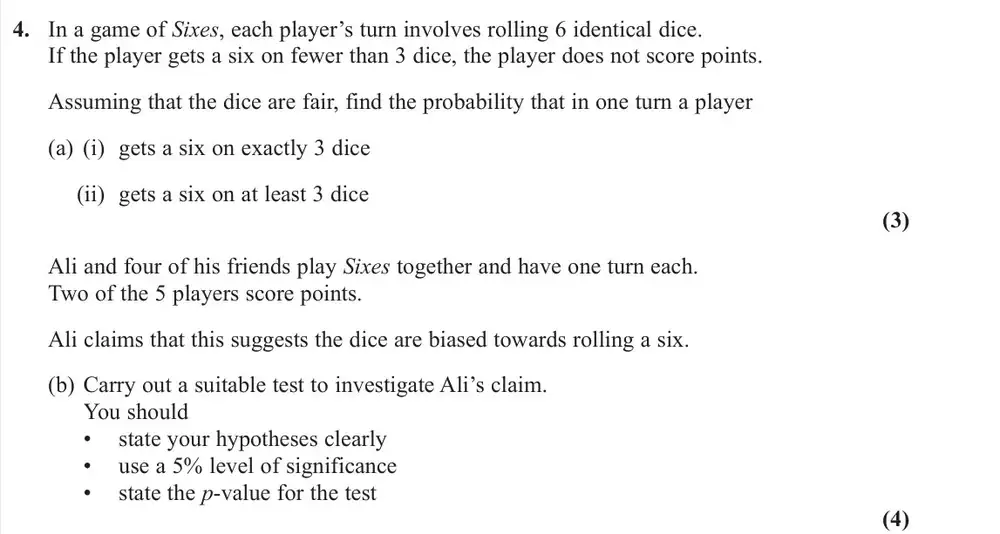 4. In a game of Sixes, each player’s turn involves rolling 6 identical dice.
If the player gets a six on fewer than 3 dice, the player does not score points.
Assuming that the dice are fair, find the probability that in one turn a player
(a) (i) gets a six on exactly 3 dice
(ii) gets a six on at least 3 dice
(3)
Ali and four of his friends play Sixes together and have one turn each.
Two of the 5 players score points.
Ali claims that this suggests the dice are biased towards rolling a six.
(b) Carry out a suitable test to investigate Ali’s claim.
You should
• state your hypotheses clearly
• use a 5% level of significance
• state the p-value for the test
(4)